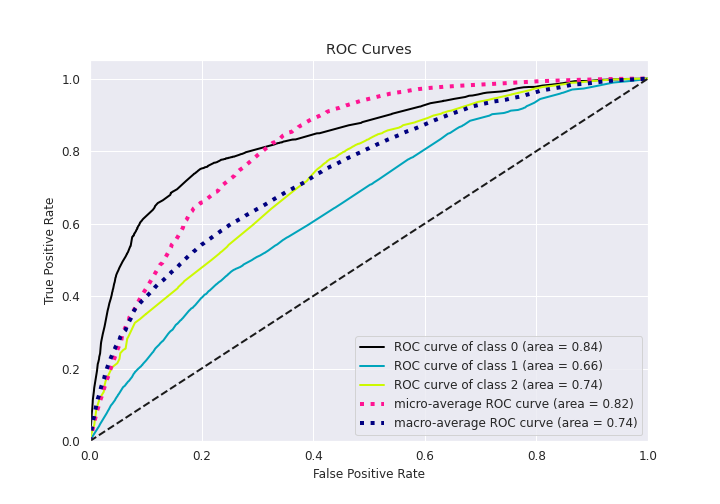 ROC Curves
True Positive Rate
1.0
0.8
0.6
0.4
0.2
0.0
ROC curve of class 0 (area = 0.84)
ROC curve of class 1 (area = 0.66)
ROC curve of class 2 (area = 0.74)
micro-average ROC curve (area = 0.82)
macro-average ROC curve (area = 0.74)
0.0 0.2 0.4 0.6 0.8 1.0
False Positive Rate